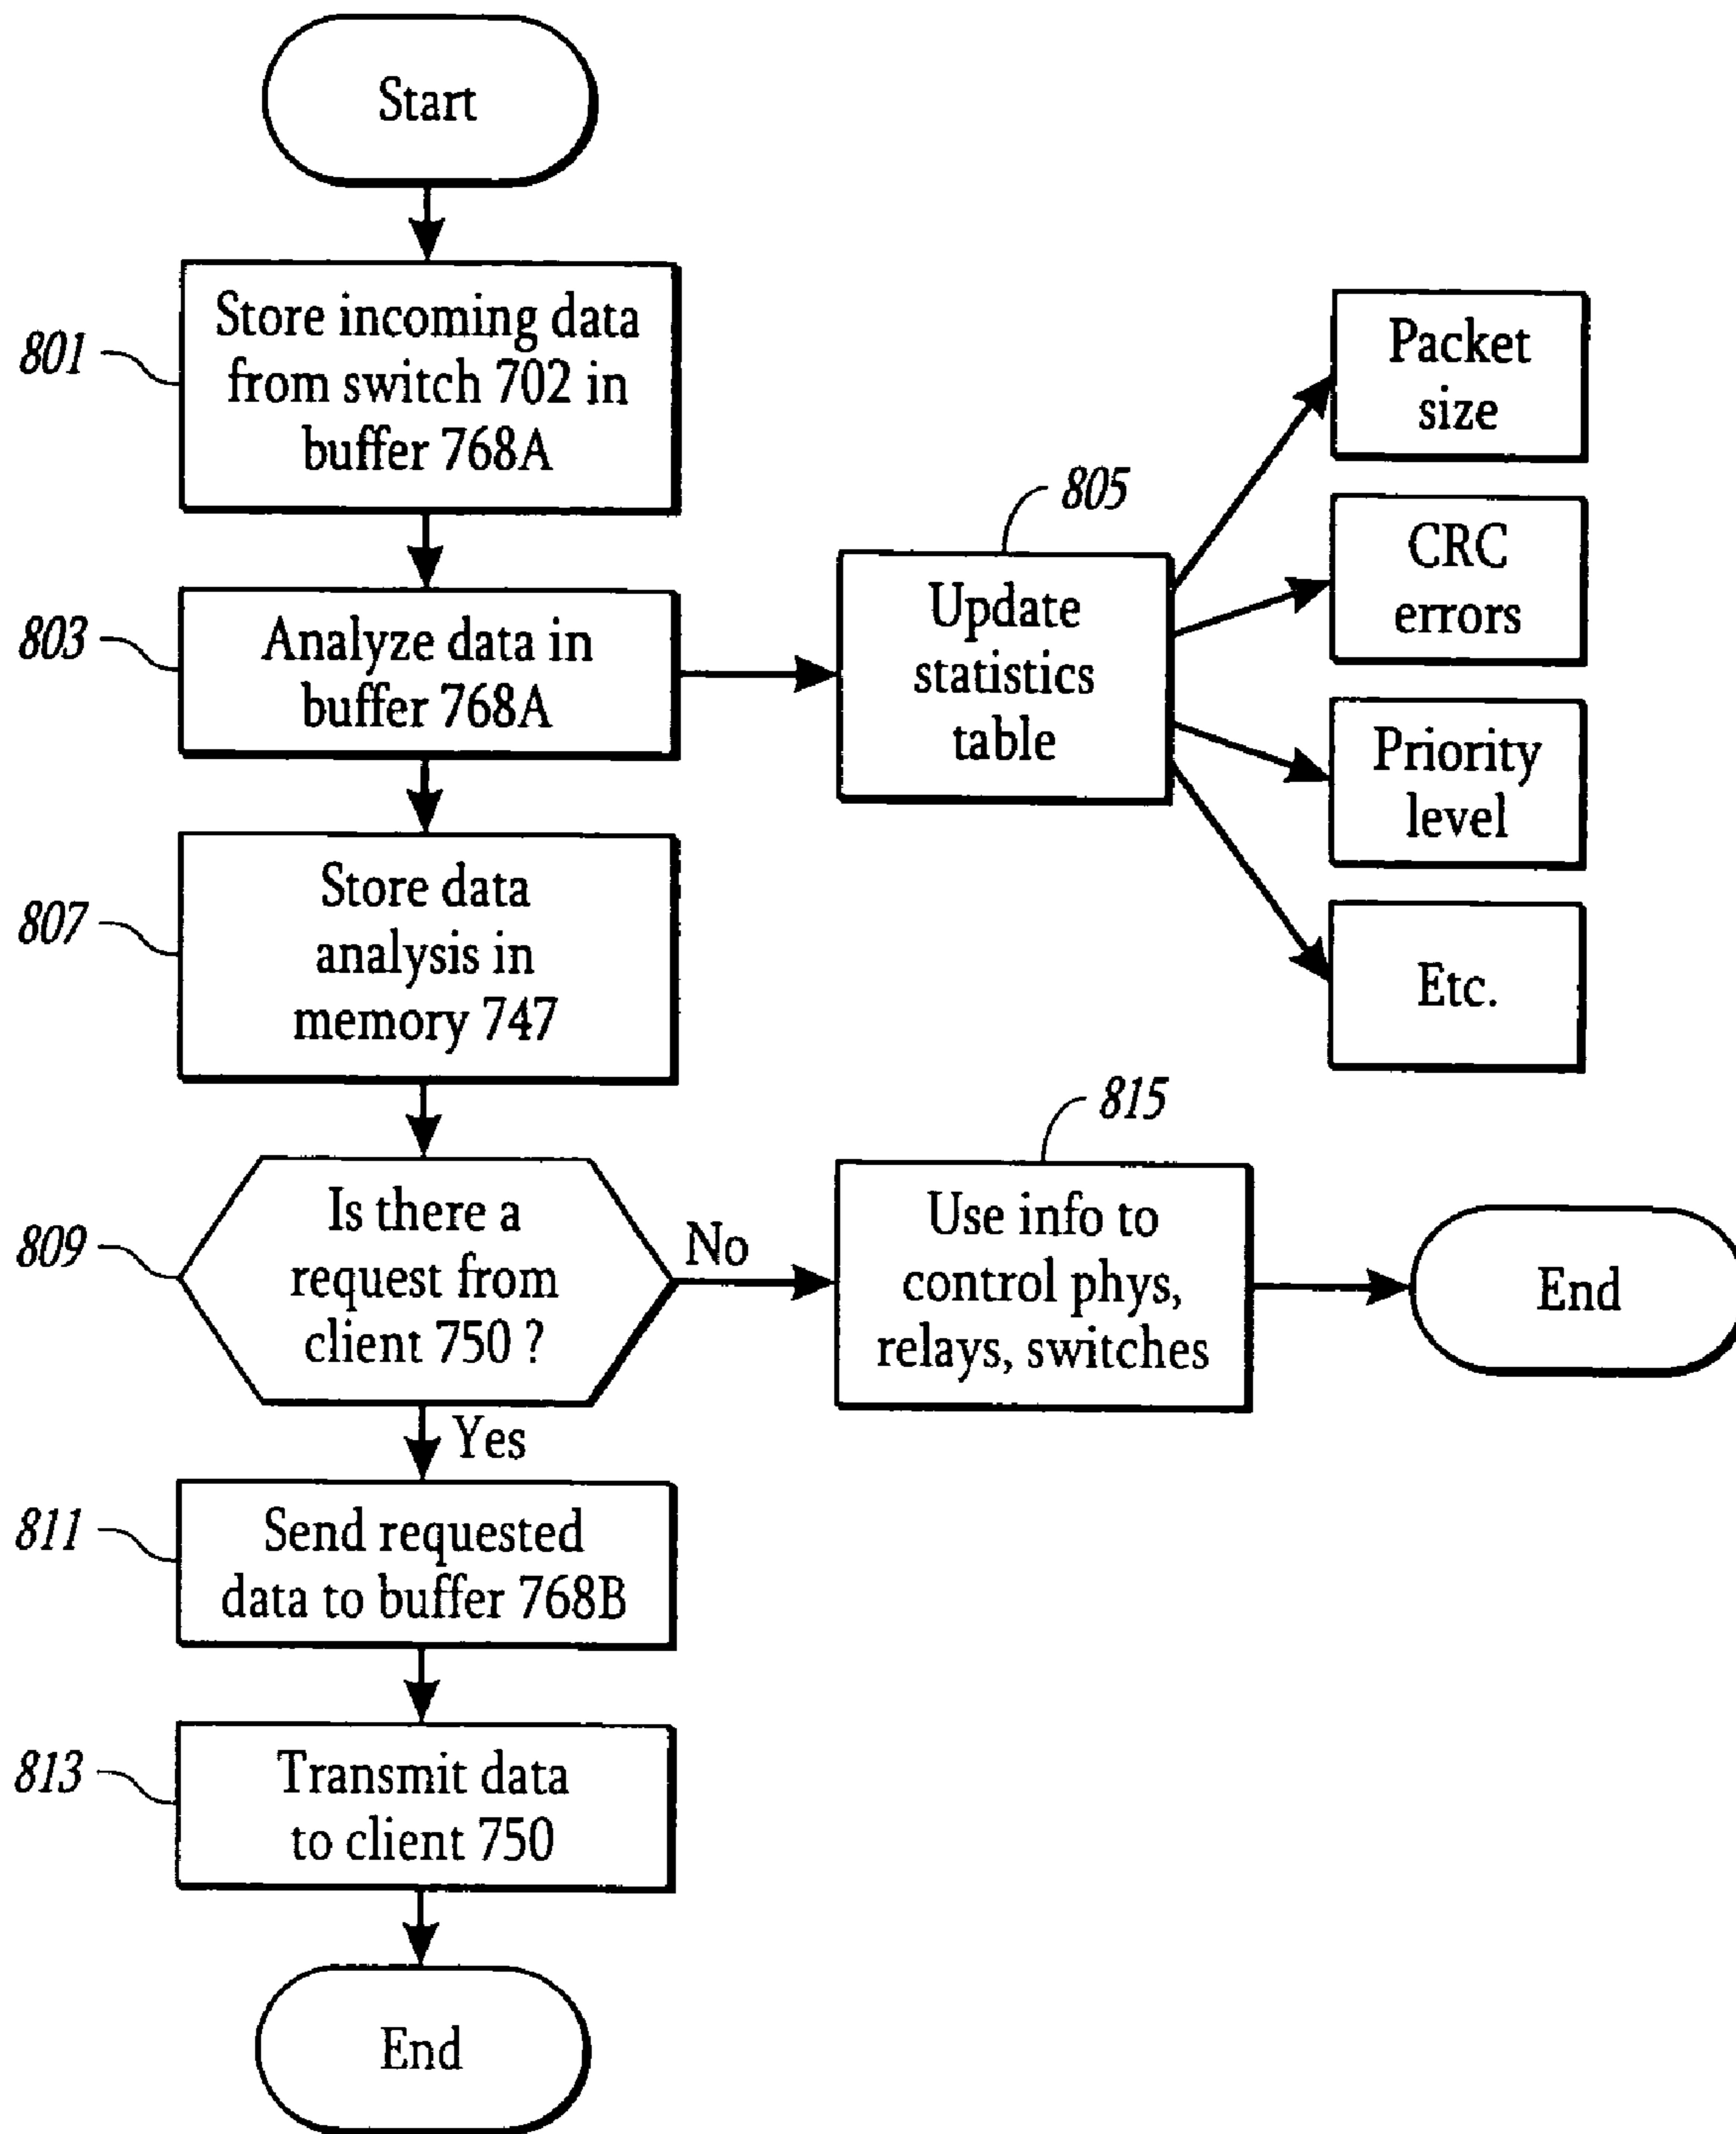 Start
801
Store incoming data
from switch 702 in
buffer 768A
803
Analyze data in
buffer 768A
805
Update
statistics
table
Packet
size
CRC
errors
Priority
level
Etc.
807
Store data
analysis in
memory 747
809
Is there a
request from
client 750 ?
No
815
Use info to
control phys,
relays, switches
End
Yes
811
Send requested
data to buffer 768B
813
Transmit data
to client 750
End